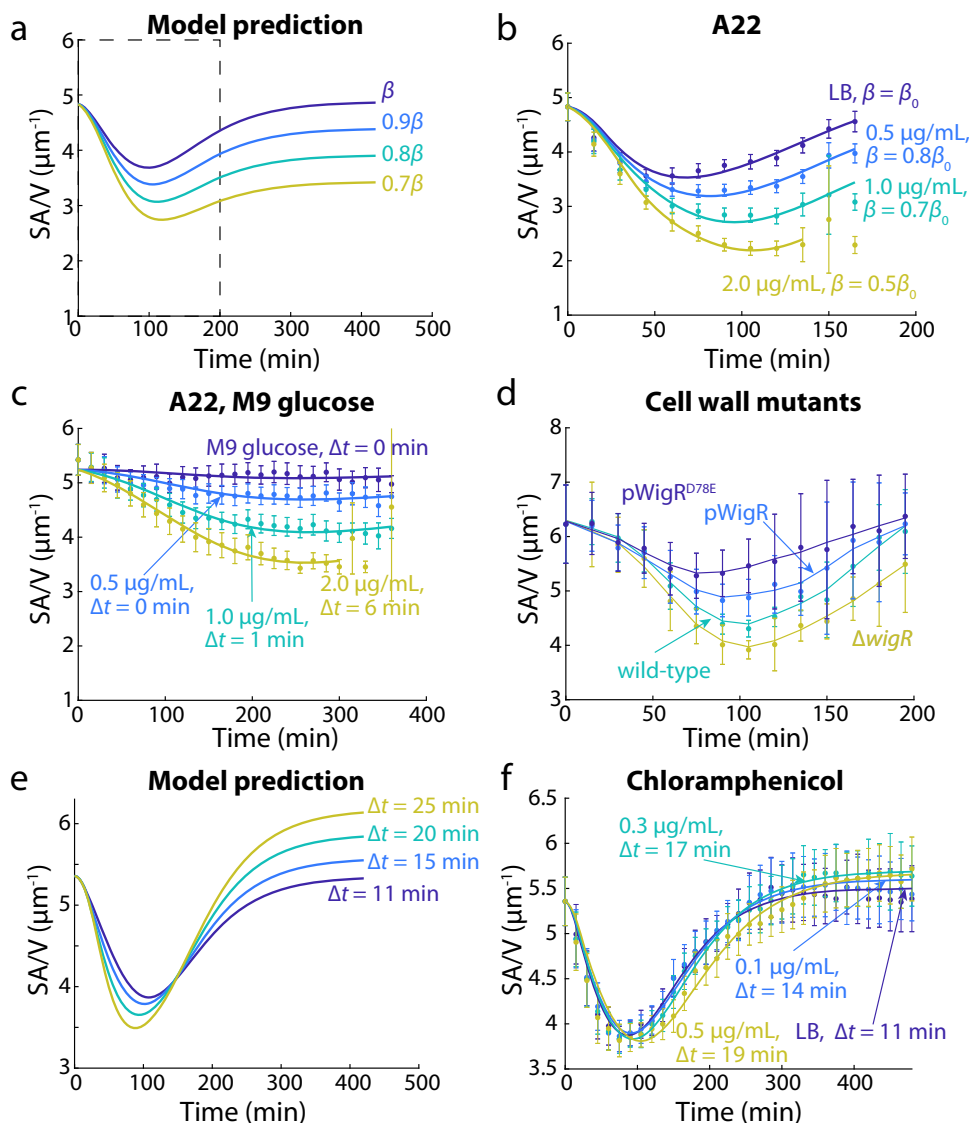 a
Model prediction
SA/V (µm⁻¹)
6
5
4
3
2
1
β
0.9β
0.8β
0.7β
0
100
200
300
400
500
Time (min)
b
A22
SA/V (µm⁻¹)
6
5
4
3
2
1
LB, β = β₀
0.5 µg/mL,
β = 0.8β₀
1.0 µg/mL,
β = 0.7β₀
2.0 µg/mL, β = 0.5β₀
0
50
100
150
200
Time (min)
c
A22, M9 glucose
SA/V (µm⁻¹)
6
5
4
3
2
1
M9 glucose, Δt = 0 min
0.5 µg/mL,
Δt = 0 min
1.0 µg/mL,
Δt = 1 min
2.0 µg/mL,
Δt = 6 min
0
100
200
300
400
Time (min)
d
Cell wall mutants
SA/V (µm⁻¹)
8
7
6
5
4
3
pWigRᴰ⁷⁸ᴱ
pWigR
wild-type
ΔwigR
0
50
100
150
200
Time (min)
e
Model prediction
SA/V (µm⁻¹)
6
5
4
3
Δt = 25 min
Δt = 20 min
Δt = 15 min
Δt = 11 min
0
100
200
300
400
500
Time (min)
f
Chloramphenicol
SA/V (µm⁻¹)
6.5
6
5.5
5
4.5
4
3.5
0.3 µg/mL,
Δt = 17 min
0.1 µg/mL,
Δt = 14 min
LB, Δt = 11 min
0.5 µg/mL,
Δt = 19 min
0
100
200
300
400
Time (min)